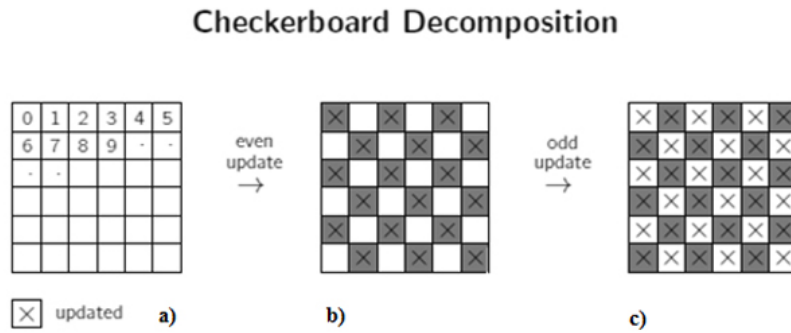 Checkerboard Decomposition
0 1 2 3 4 5
6 7 8 9 · ·
· ·
even
update
→
odd
update
→
× updated
a)
b)
c)